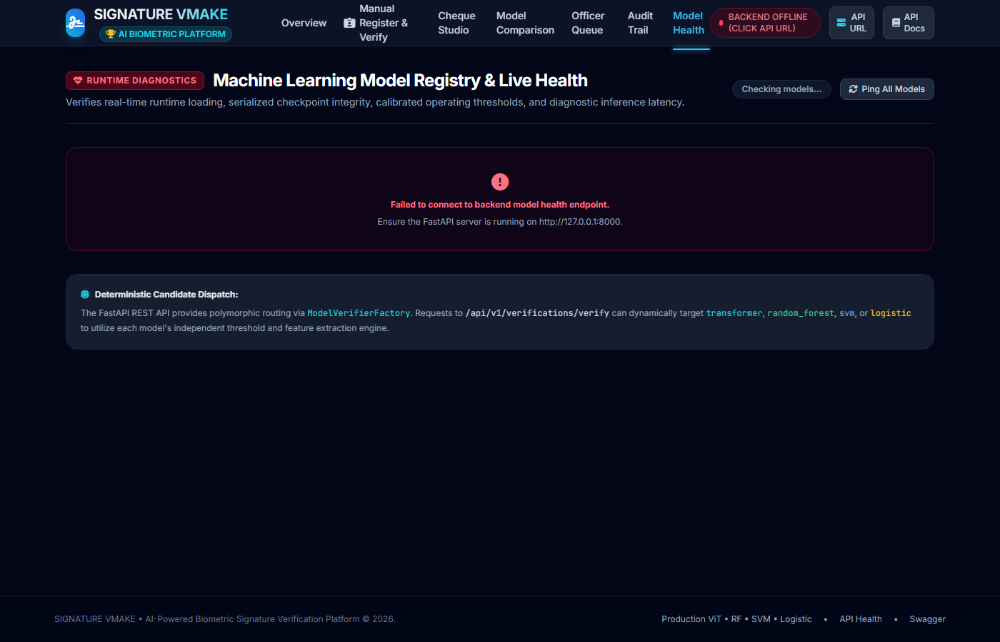 SIGNATURE VMAKE
AI BIOMETRIC PLATFORM
Overview
Manual
Register &
Verify
Cheque
Studio
Model
Comparison
Officer
Queue
Audit
Trail
Model
Health
BACKEND OFFLINE
(CLICK API URL)
API
URL
API
Docs
RUNTIME DIAGNOSTICS
Machine Learning Model Registry & Live Health
Verifies real-time runtime loading, serialized checkpoint integrity, calibrated operating thresholds, and diagnostic inference latency.
Checking models...
Ping All Models
Failed to connect to backend model health endpoint.
Ensure the FastAPI server is running on http://127.0.0.1:8000.
Deterministic Candidate Dispatch:
The FastAPI REST API provides polymorphic routing via ModelVerifierFactory. Requests to /api/v1/verifications/verify can dynamically target transformer, random_forest, svm, or logistic
to utilize each model's independent threshold and feature extraction engine.
SIGNATURE VMAKE • AI-Powered Biometric Signature Verification Platform © 2026.
Production ViT • RF • SVM • Logistic • API Health • Swagger